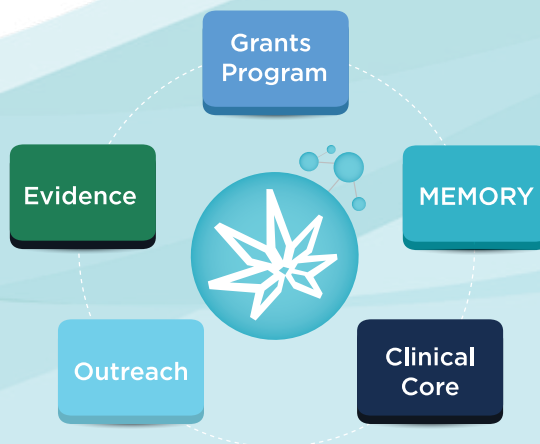 Grants
Program
Evidence
MEMORY
Outreach
Clinical
Core